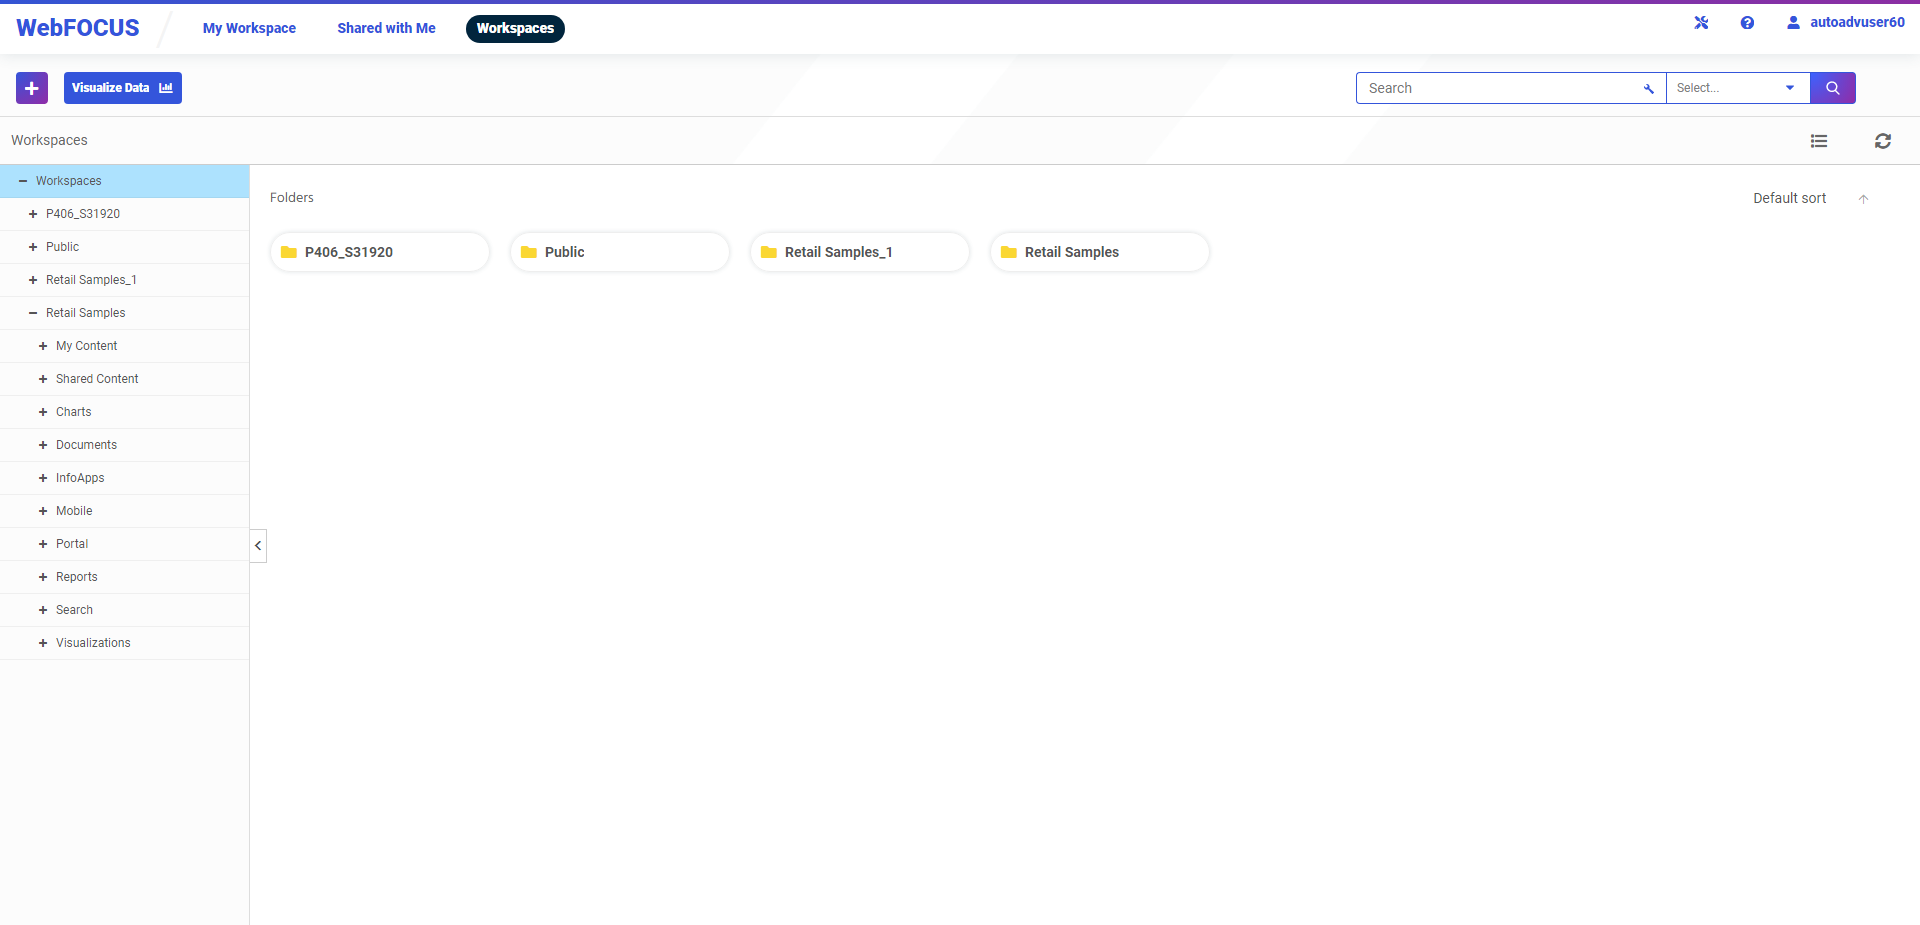 WebFOCUS
My Workspace
Shared with Me
Workspaces
autoadvuser60
Visualize Data
Search
Select...
Workspaces
Workspaces
P406_S31920
Public
Retail Samples_1
Retail Samples
My Content
Shared Content
Charts
Documents
InfoApps
Mobile
Portal
Reports
Search
Visualizations
Folders
Default sort
P406_S31920
Public
Retail Samples_1
Retail Samples